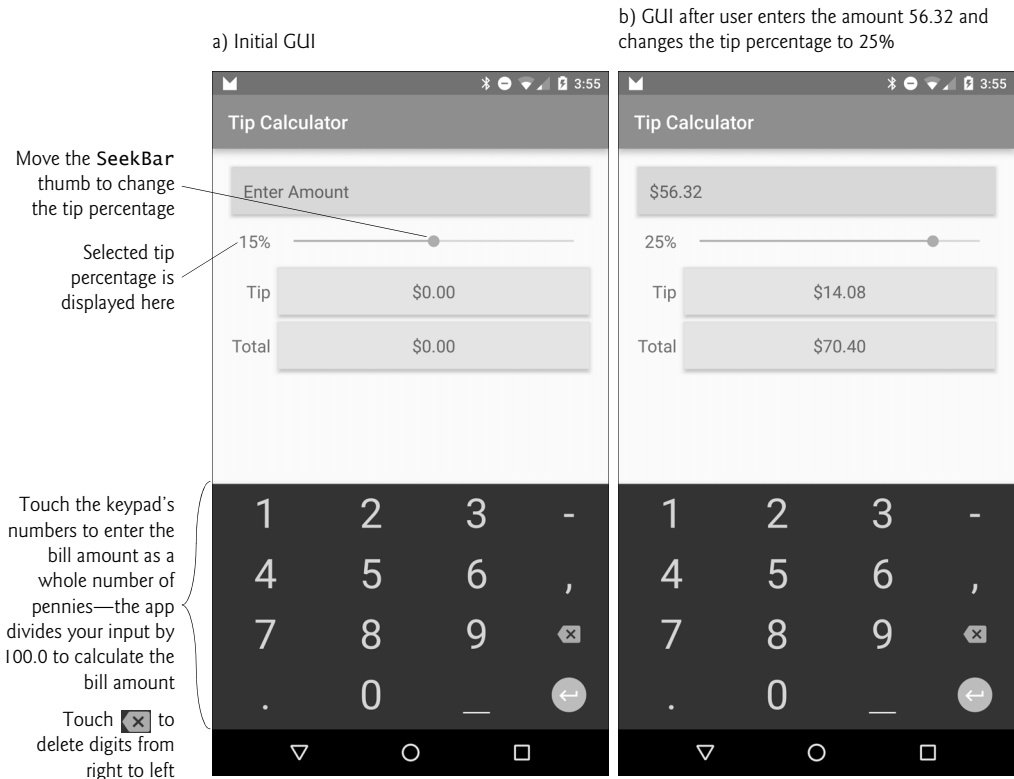 a) Initial GUI
b) GUI after user enters the amount 56.32 and
changes the tip percentage to 25%
Move the SeekBar
thumb to change
the tip percentage
Selected tip
percentage is
displayed here
Touch the keypad’s
numbers to enter the
bill amount as a
whole number of
pennies—the app
divides your input by
100.0 to calculate the
bill amount
Touch to
delete digits from
right to left
3:55
Tip Calculator
Enter Amount
15%
Tip $0.00
Total $0.00
1 2 3 -
4 5 6 ,
7 8 9
. 0 _
3:55
Tip Calculator
$56.32
25%
Tip $14.08
Total $70.40
1 2 3 -
4 5 6 ,
7 8 9
. 0 _